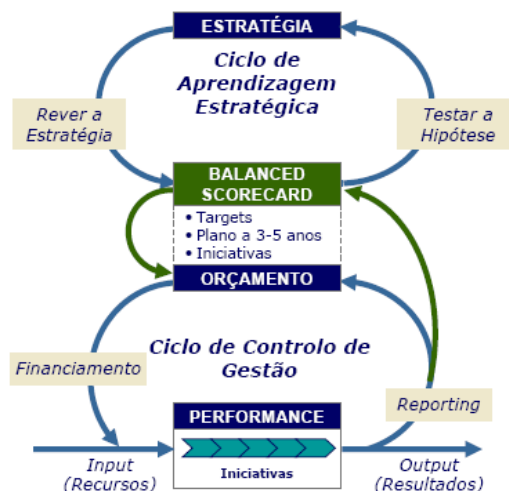 ESTRATÉGIA
Ciclo de
Aprendizagem
Estratégica
Rever a
Estratégia
Testar a
Hipótese
BALANCED
SCORECARD
• Targets
• Plano a 3-5 anos
• Iniciativas
ORÇAMENTO
Ciclo de Controlo de
Gestão
Financiamento
PERFORMANCE
Reporting
Iniciativas
Input
(Recursos)
Output
(Resultados)